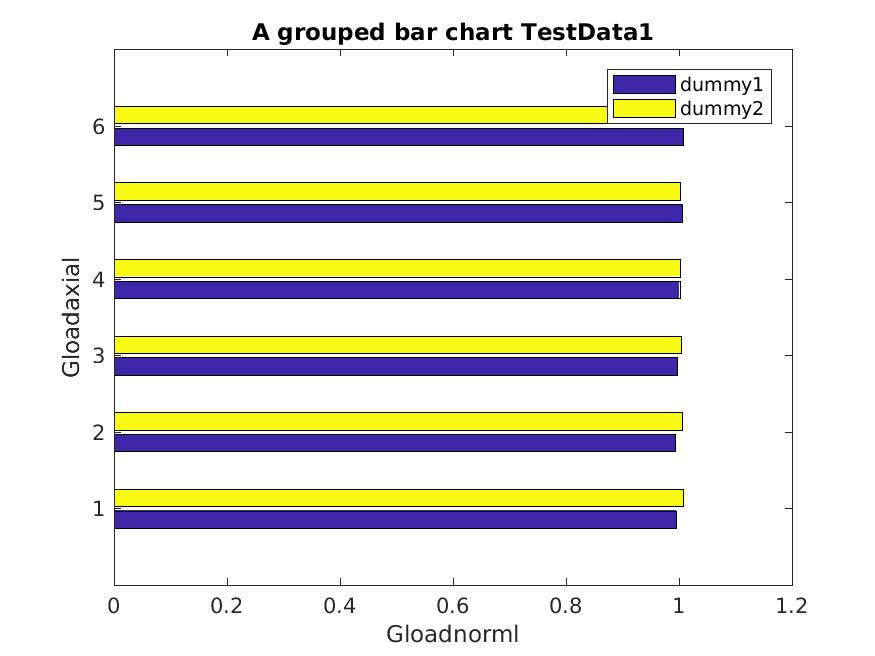 A grouped bar chart TestData1
dummy1
dummy2
6
5
4
3
2
1
Gloadaxial
0 0.2 0.4 0.6 0.8 1 1.2
Gloadnorml